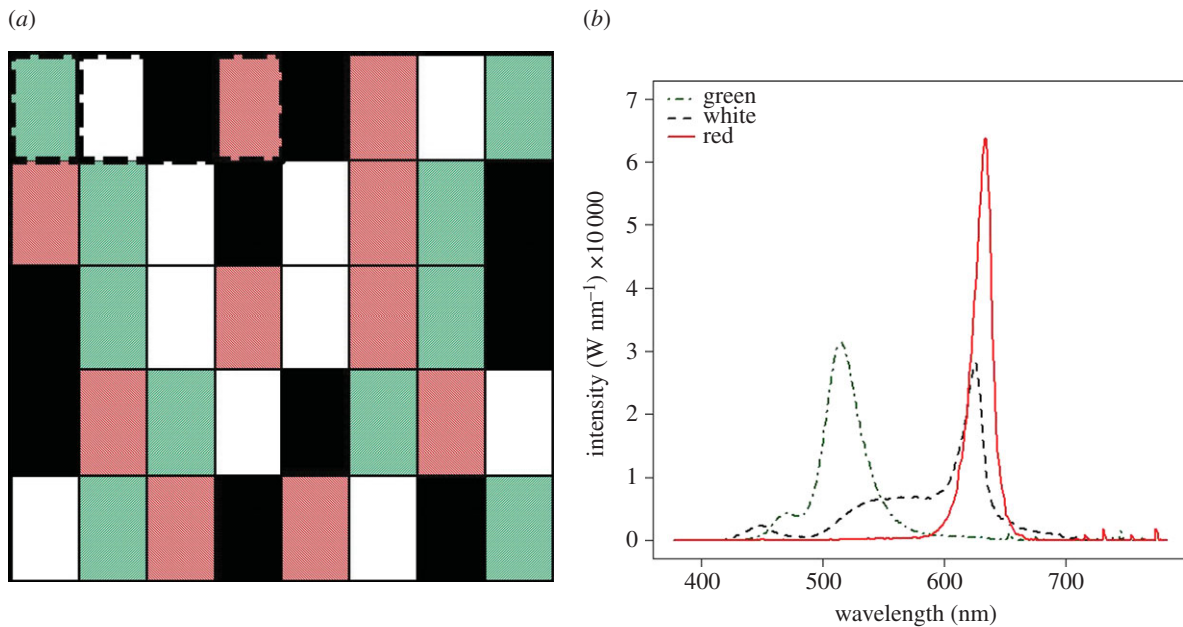 (a)
(b)
green
white
red
7
6
5
4
3
2
1
0
intensity (W nm⁻¹) ×10 000
400 500 600 700
wavelength (nm)